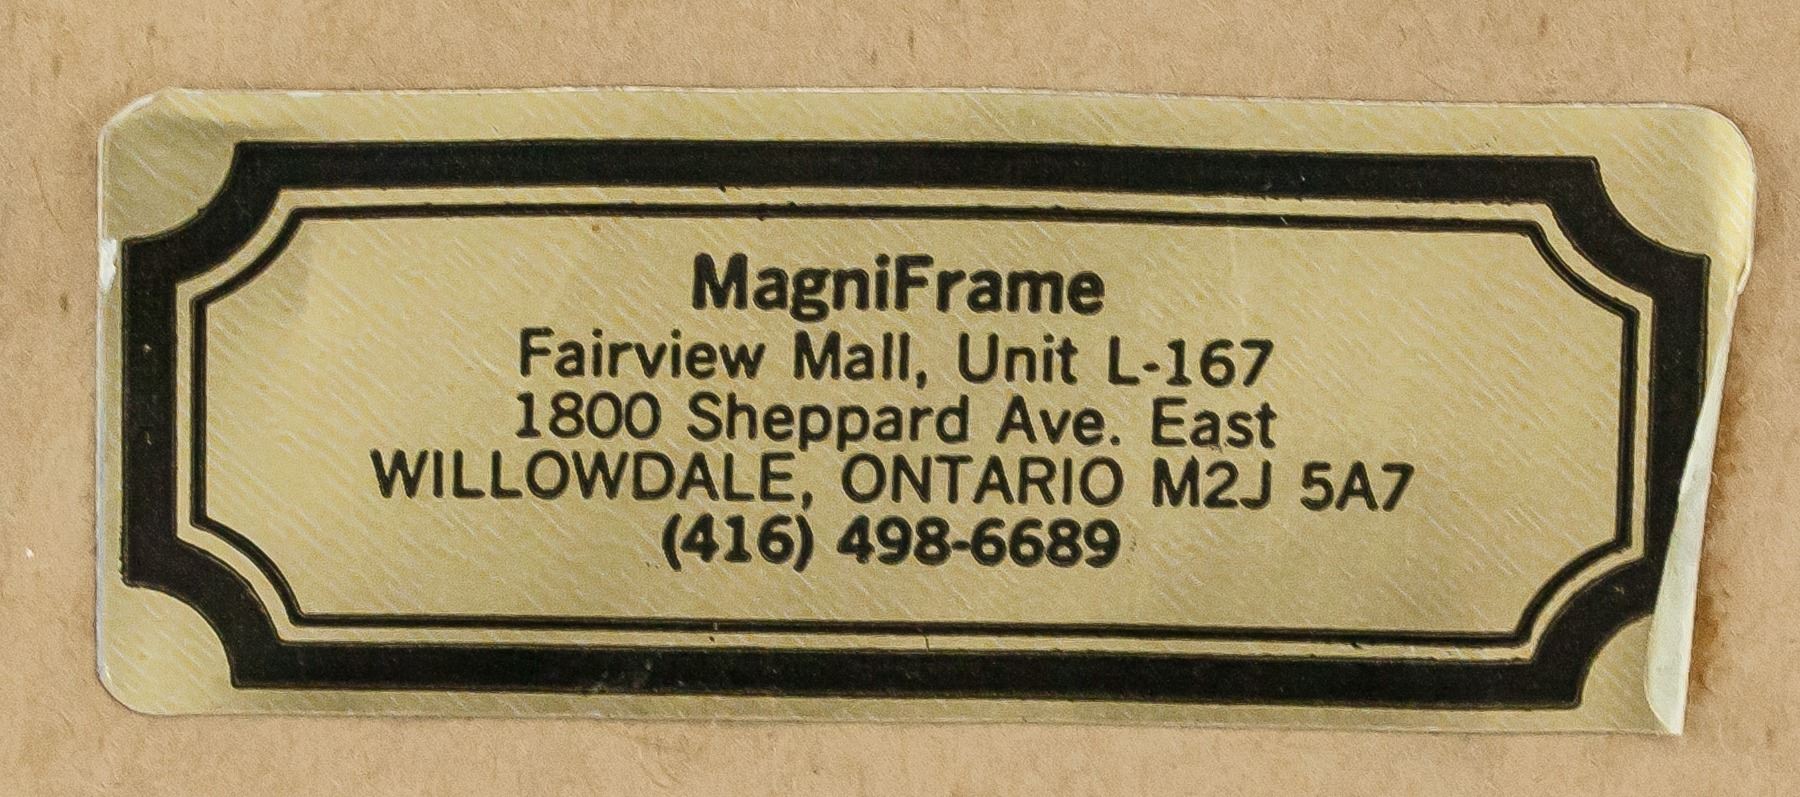 MagniFrame
Fairview Mall, Unit L-167
1800 Sheppard Ave. East
WILLOWDALE, ONTARIO M2J 5A7
(416) 498-6689